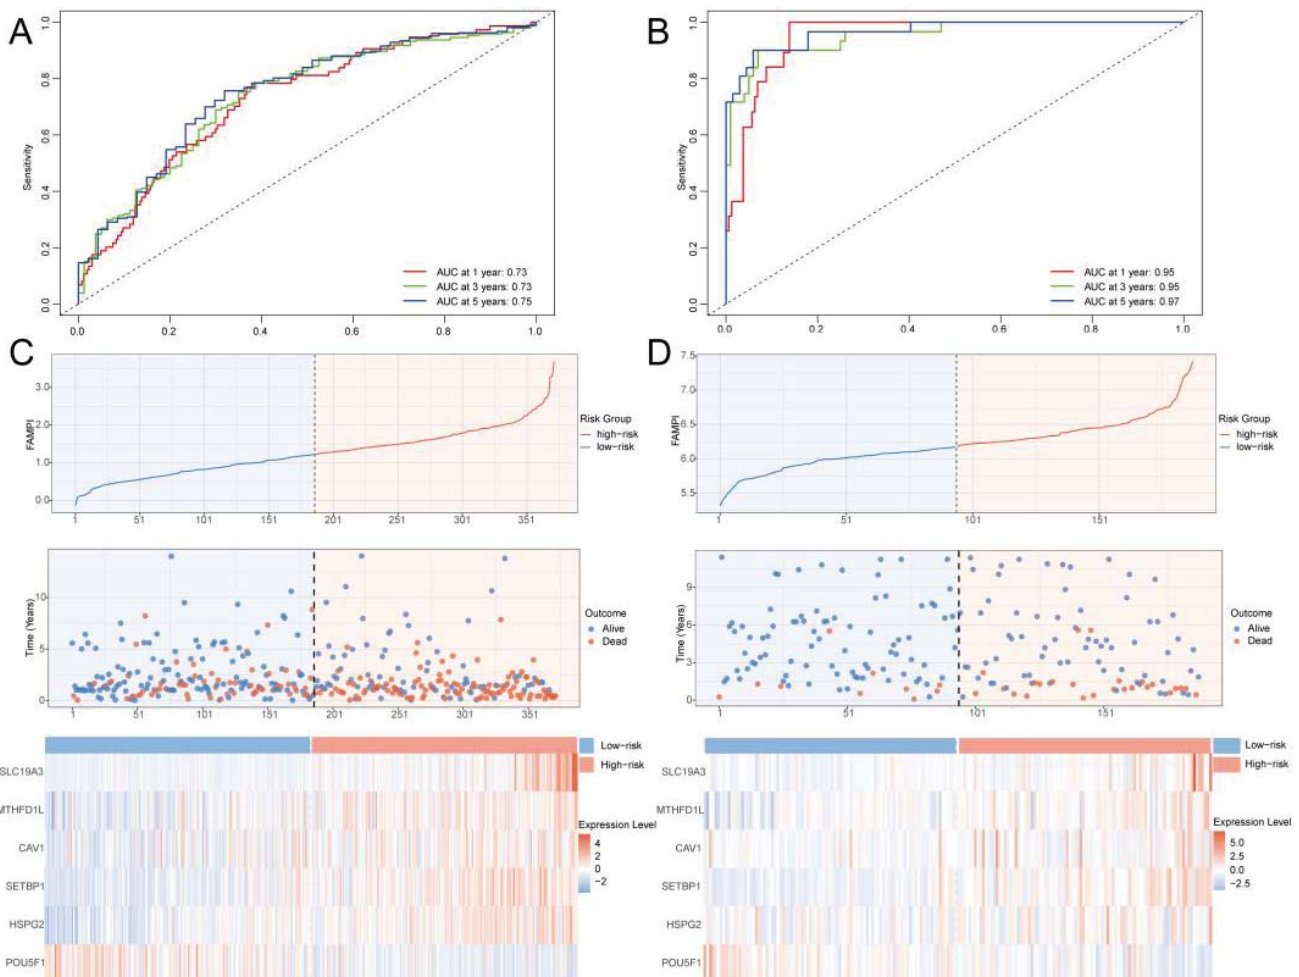 A
Sensitivity
0.0 0.2 0.4 0.6 0.8 1.0
AUC at 1 year: 0.73
AUC at 3 years: 0.73
AUC at 5 years: 0.75
0.0 0.2 0.4 0.6 0.8 1.0
B
Sensitivity
0.0 0.2 0.4 0.6 0.8 1.0
AUC at 1 year: 0.95
AUC at 3 years: 0.95
AUC at 5 years: 0.97
0.0 0.2 0.4 0.6 0.8 1.0
C
FAMPI
3.0
2.0
1.0
0.0
1 51 101 151 201 251 301 351
Risk Group
high-risk
low-risk
Time (Years)
10
5
0
1 51 101 151 201 251 301 351
Outcome
Alive
Dead
Low-risk
High-risk
SLC19A3
MTHFD1L
CAV1
SETBP1
HSPG2
POU5F1
Expression Level
4
2
0
−2
D
FAMPI
7.5
7.0
6.5
6.0
5.5
1 51 101 151
Risk Group
high-risk
low-risk
Time (Years)
9
6
3
0
1 51 101 151
Outcome
Alive
Dead
Low-risk
High-risk
SLC19A3
MTHFD1L
CAV1
SETBP1
HSPG2
POU5F1
Expression Level
5.0
2.5
0.0
−2.5